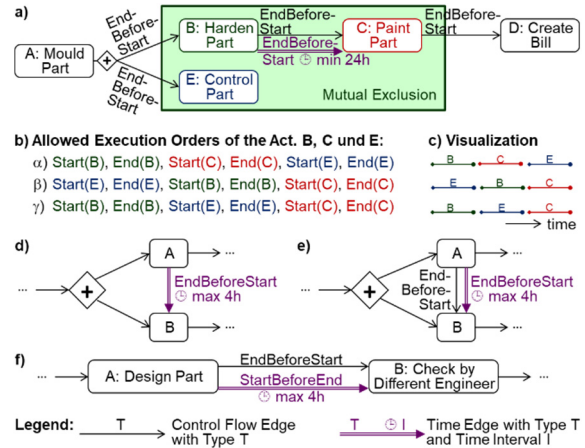 a)
A: Mould Part
End-Before-Start
End-Before-Start
B: Harden Part
EndBefore-Start
EndBefore-Start min 24h
C: Paint Part
EndBefore-Start
D: Create Bill
E: Control Part
Mutual Exclusion
b) Allowed Execution Orders of the Act. B, C und E:
α) Start(B), End(B), Start(C), End(C), Start(E), End(E)
β) Start(E), End(E), Start(B), End(B), Start(C), End(C)
γ) Start(B), End(B), Start(E), End(E), Start(C), End(C)
c) Visualization
B C E
E B C
B E C
time
d)
A
EndBeforeStart
max 4h
B
...
...
...
e)
A
End-Before-Start
EndBeforeStart
max 4h
B
...
...
...
f)
...
A: Design Part
EndBeforeStart
StartBeforeEnd
max 4h
B: Check by
Different Engineer
...
Legend:
T
Control Flow Edge
with Type T
T I
Time Edge with Type T
and Time Interval I